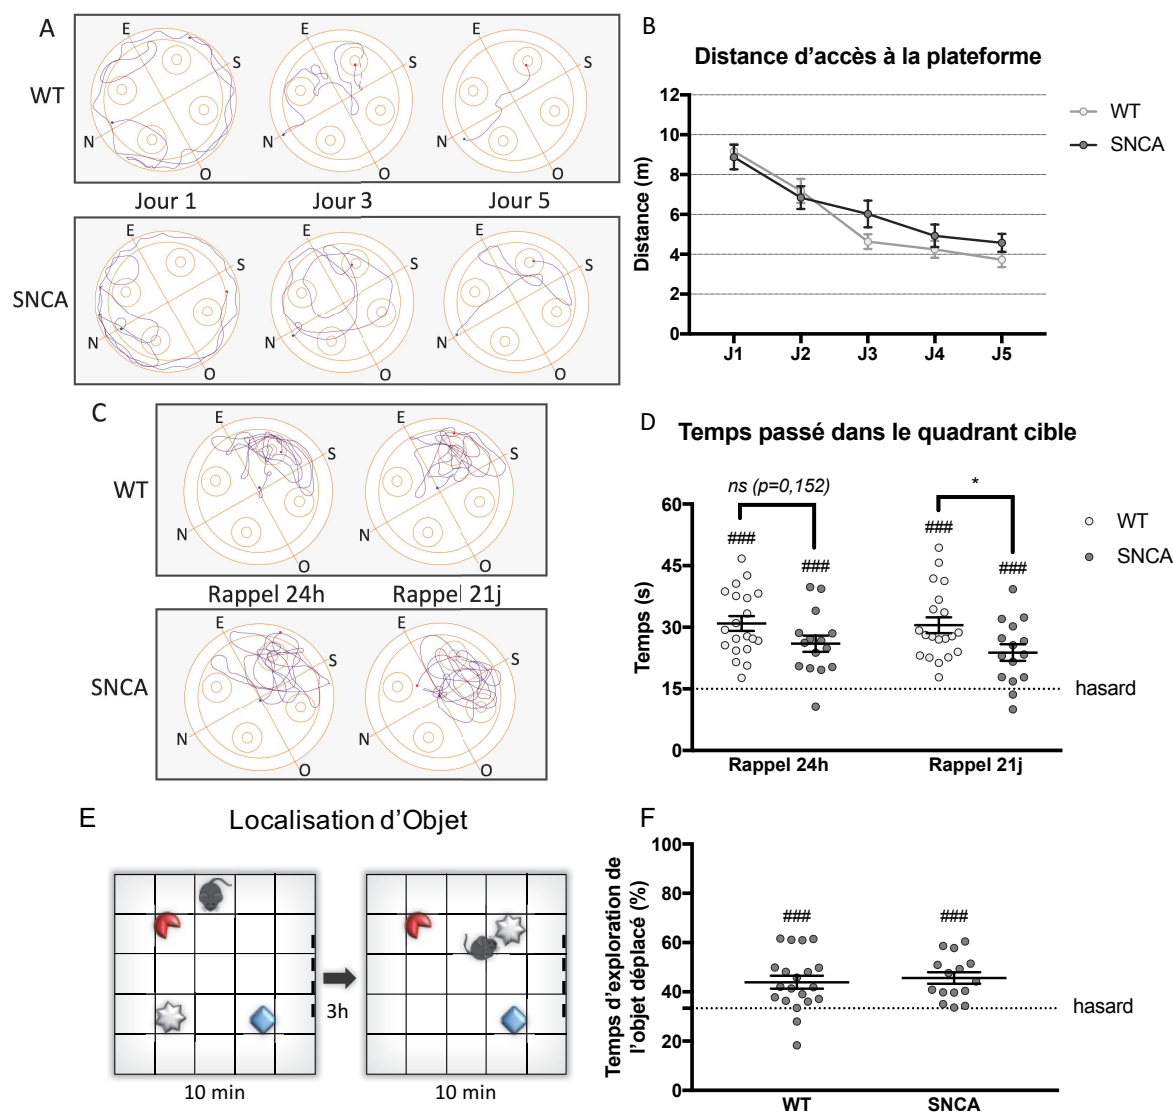 A
WT
E
S
N
O
E
S
N
O
E
S
N
O
Jour 1
Jour 3
Jour 5
SNCA
E
S
N
O
E
S
N
O
E
S
N
O
B
Distance d'accès à la plateforme
Distance (m)
12
10
8
6
4
2
0
J1
J2
J3
J4
J5
WT
SNCA
C
WT
E
S
N
O
E
S
N
O
Rappel 24h
Rappel 21j
SNCA
E
S
N
O
E
S
N
O
D
Temps passé dans le quadrant cible
Temps (s)
60
45
30
15
0
ns (p=0,152)
*
###
###
###
###
hasard
Rappel 24h
Rappel 21j
WT
SNCA
E
Localisation d'Objet
3h
10 min
10 min
F
Temps d'exploration de
l'objet déplacé (%)
100
80
60
40
20
0
###
###
hasard
WT
SNCA